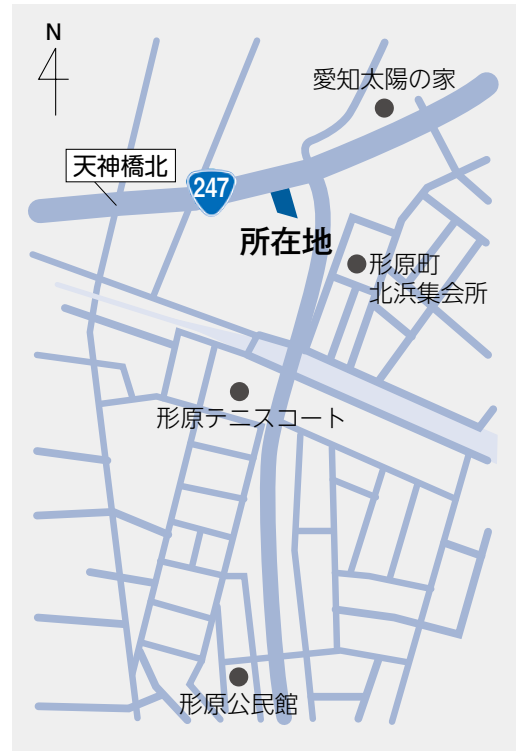 N
愛知太陽の家
天神橋北
247
所在地
形原町
北浜集会所
形原テニスコート
形原公民館